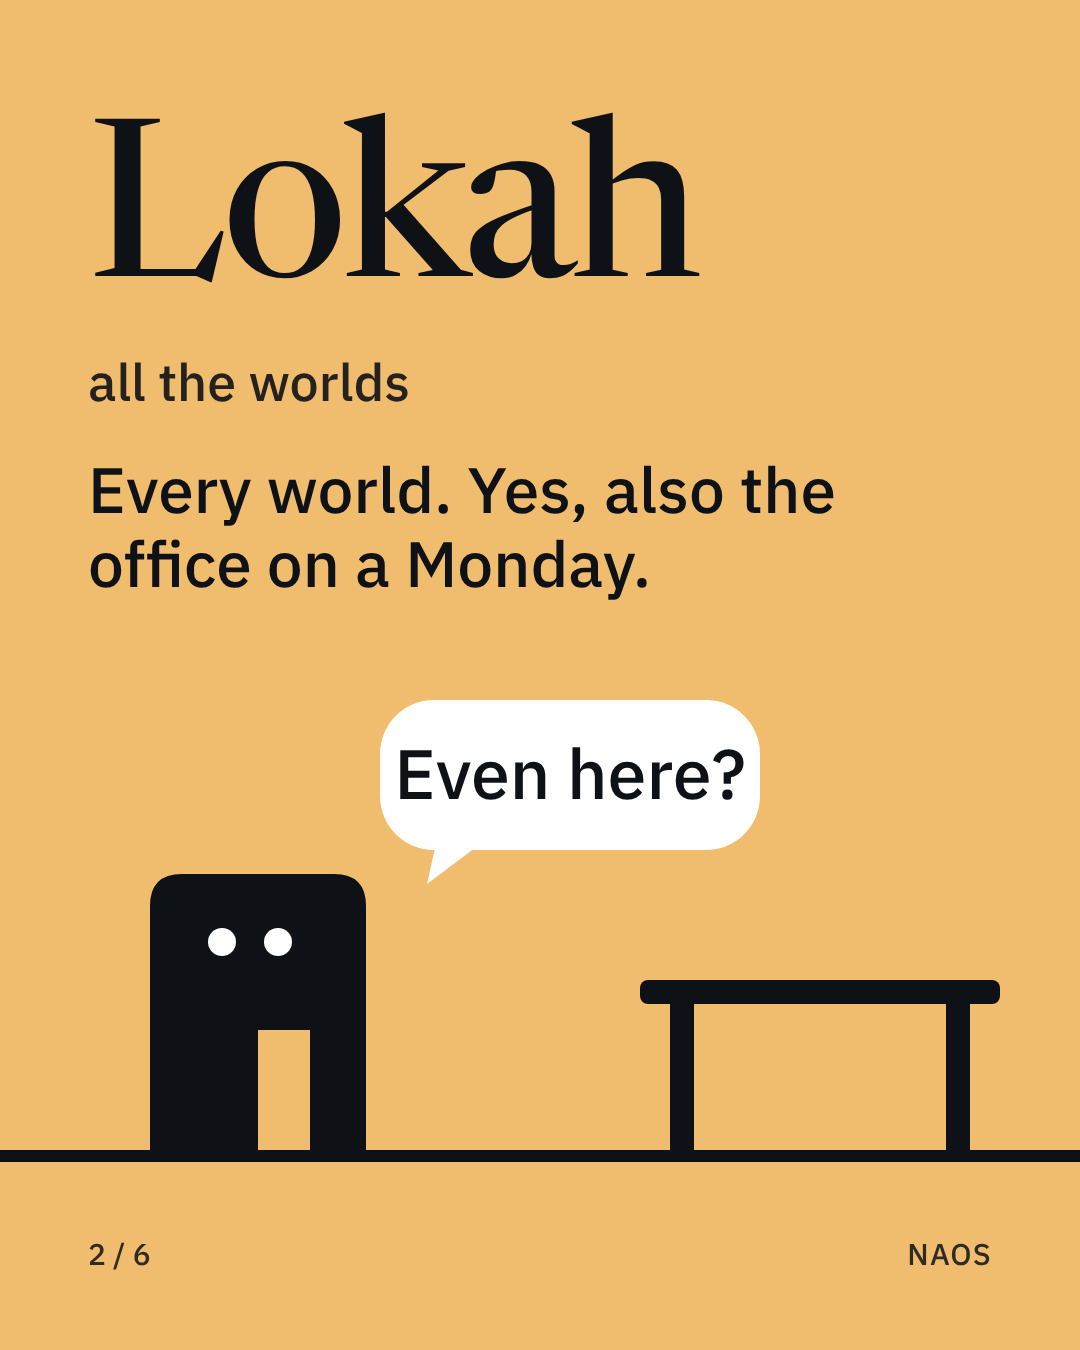 Lokah
all the worlds
Every world. Yes, also the
office on a Monday.
Even here?
2 / 6
NAOS